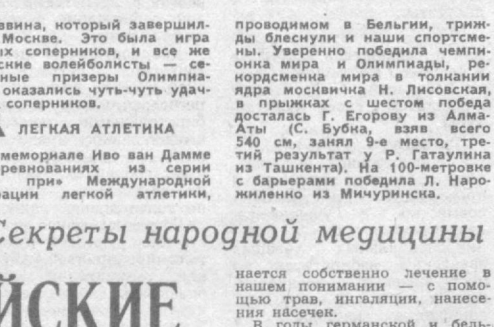 звина, который завершил-
Москве. Это была игра
ых соперников, и все же
ские волейболисты — се-
ные призеры Олимпиа-
оказались чуть-чуть удач-
соперников.
ЛЕГКАЯ АТЛЕТИКА
мемориале Иво ван Дамме
ревнованиях из серии
при» Международной
рации легкой атлетики,
проводимом в Бельгии, триж-
ды блеснули и наши спортсме-
ны. Уверенно победила чемпи-
онка мира и Олимпиады, ре-
кордсменка мира в толкании
ядра москвичка Н. Лисовская,
в прыжках с шестом победа
досталась Г. Егорову из Алма-
Аты (С. Бубка, взяв всего
540 см, занял 9-е место, тре-
тий результат у Р. Гатаулина
из Ташкента). На 100-метровке
с барьерами победила Л. Наро-
жиленко из Мичуринска.
Секреты народной медицины
ЙСКИЕ
нается собственно лечение в
нашем понимании — с помо-
щью трав, ингаляции, нанесе-
ния насечек.
В годы германской и бель-